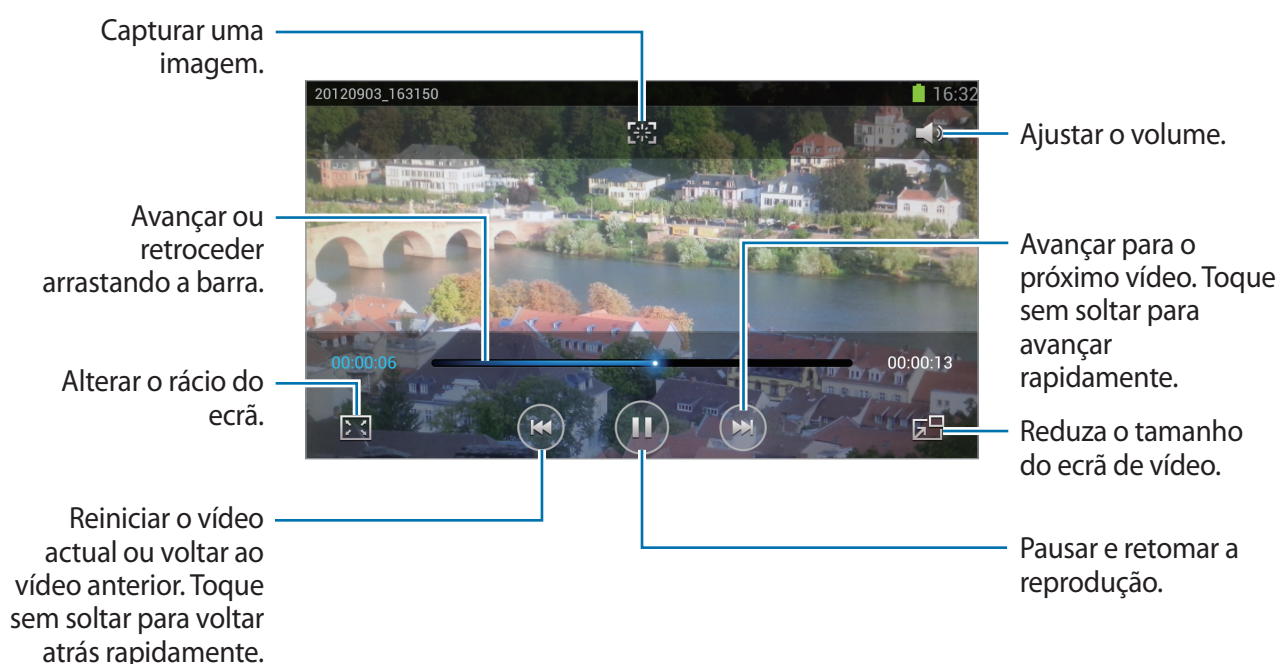 Capturar uma
imagem.
20120903_163150
16:32
Ajustar o volume.
Avançar ou
retroceder
arrastando a barra.
Avançar para o
próximo vídeo. Toque
sem soltar para
avançar
rapidamente.
00:00:06
00:00:13
Alterar o rácio do
ecrã.
Reduza o tamanho
do ecrã de vídeo.
Reiniciar o vídeo
actual ou voltar ao
vídeo anterior. Toque
sem soltar para voltar
atrás rapidamente.
Pausar e retomar a
reprodução.